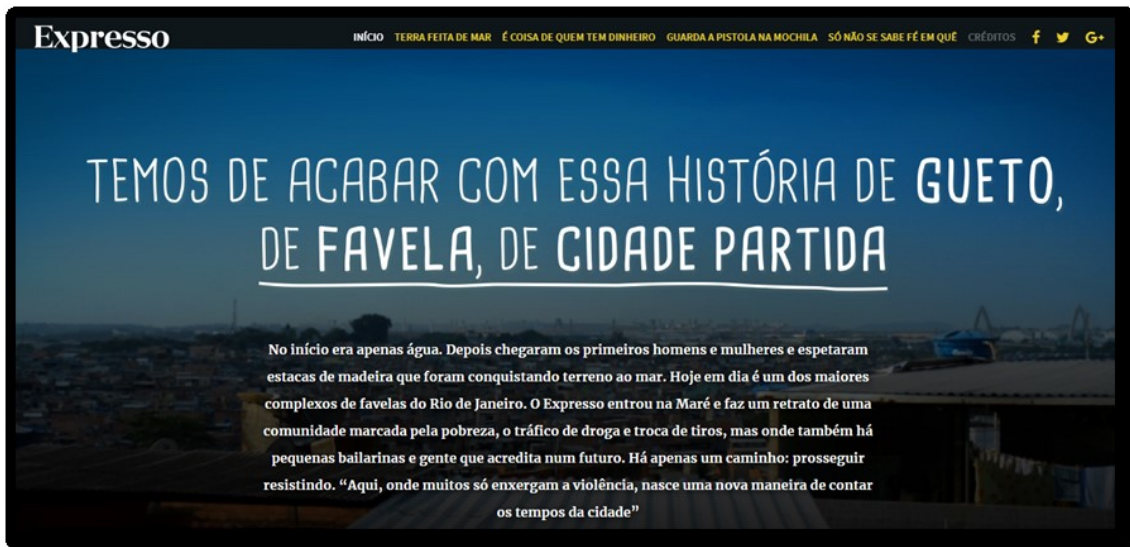 Expresso
INÍCIO TERRA FEITA DE MAR É COISA DE QUEM TEM DINHEIRO GUARDA A PISTOLA NA MOCHILA SÓ NÃO SE SABE FÉ EM QUÊ CRÉDITOS f G+
TEMOS DE ACABAR COM ESSA HISTÓRIA DE GUETO,
DE FAVELA, DE CIDADE PARTIDA
No início era apenas água. Depois chegaram os primeiros homens e mulheres e espetaram
estacas de madeira que foram conquistando terreno ao mar. Hoje em dia é um dos maiores
complexos de favelas do Rio de Janeiro. O Expresso entrou na Maré e faz um retrato de uma
comunidade marcada pela pobreza, o tráfico de droga e troca de tiros, mas onde também há
pequenas bailarinas e gente que acredita num futuro. Há apenas um caminho: prosseguir
resistindo. “Aqui, onde muitos só enxergam a violência, nasce uma nova maneira de contar
os tempos da cidade”